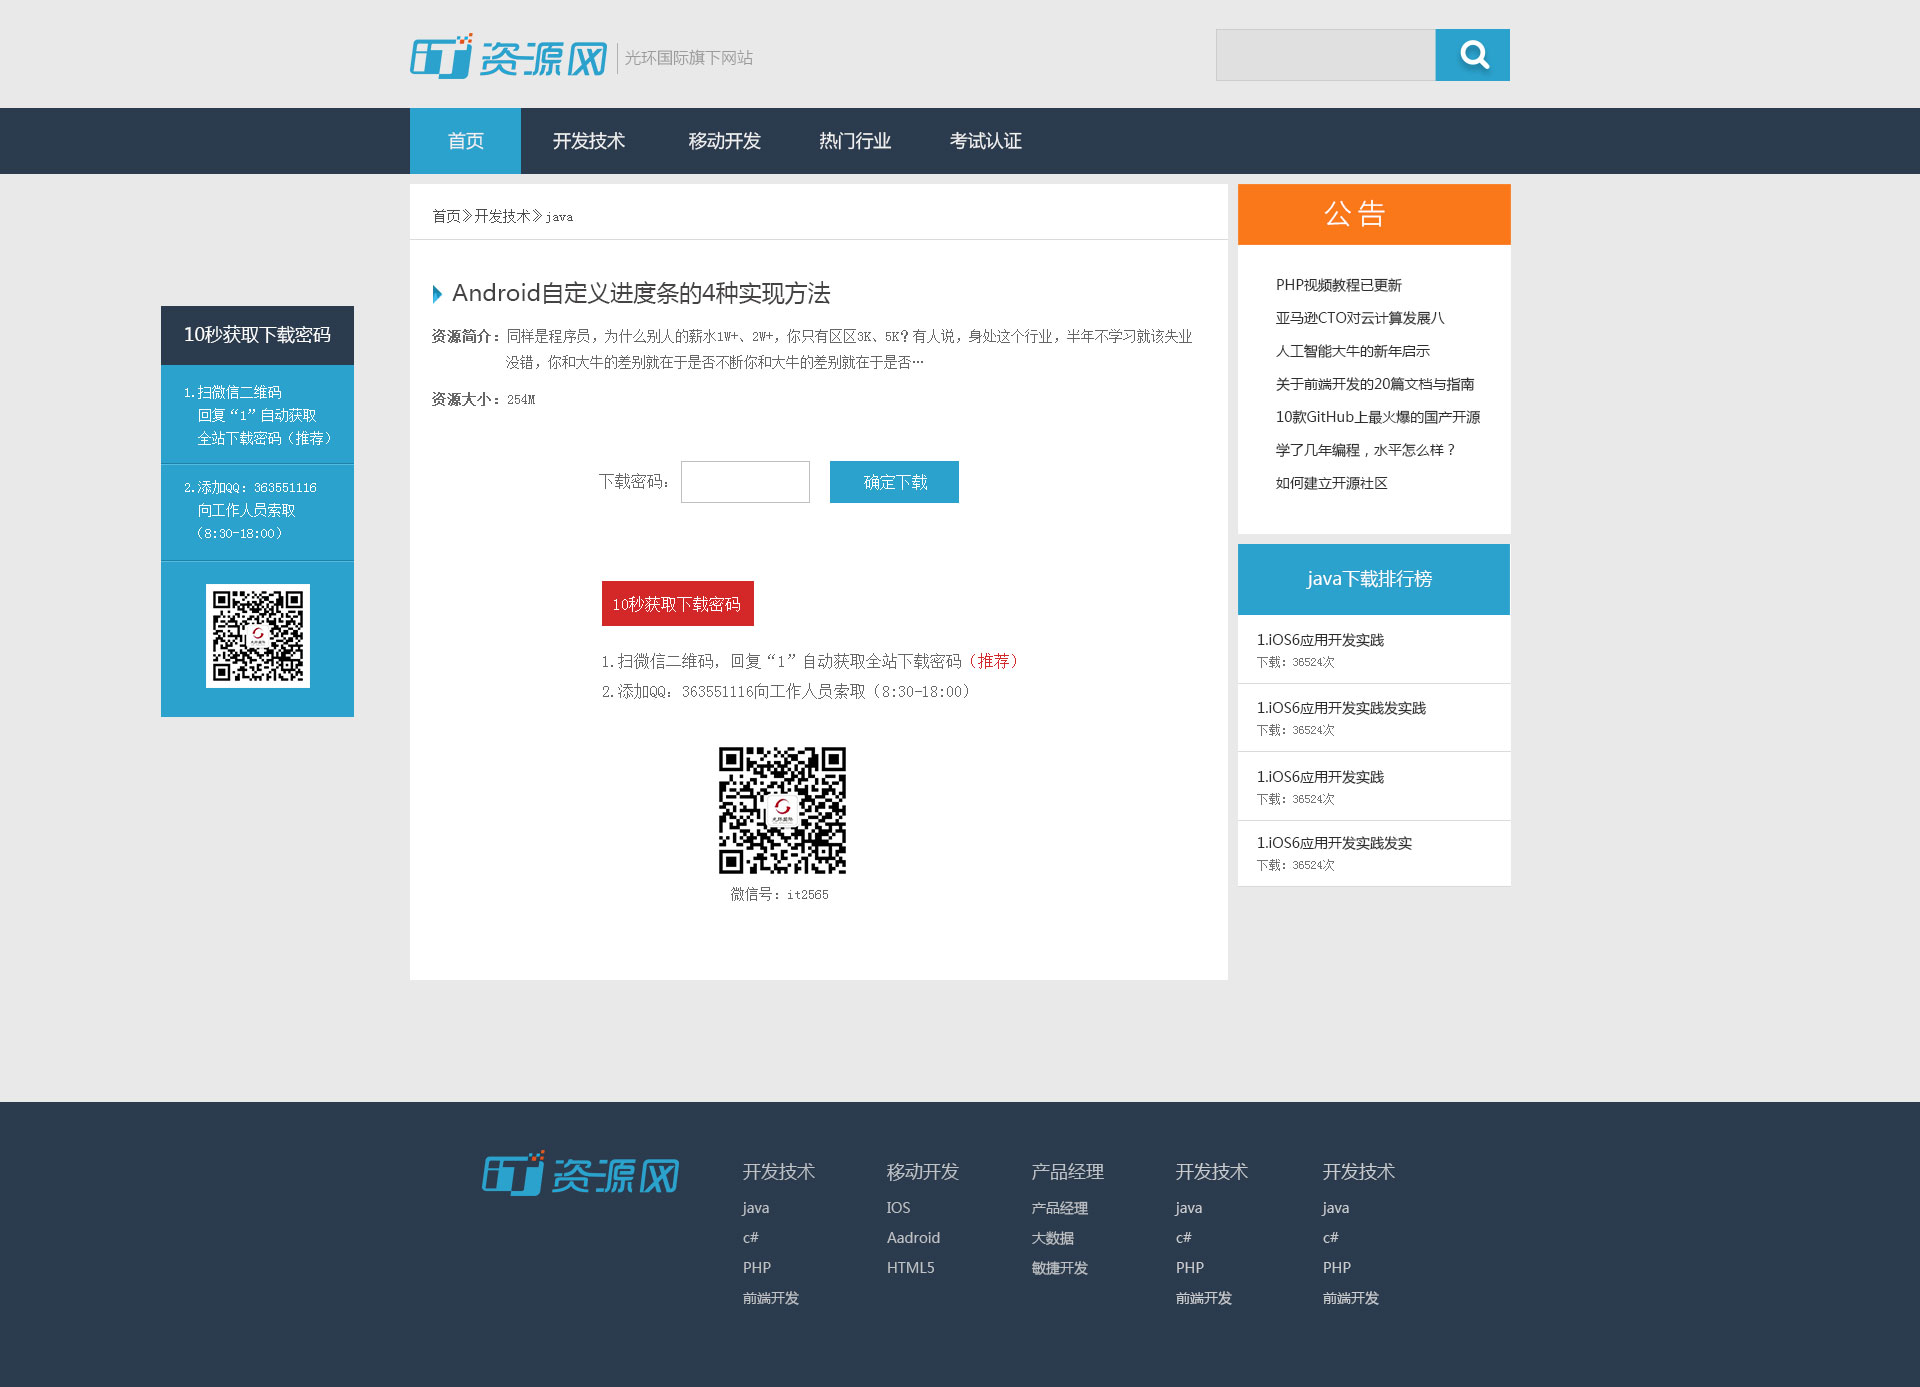 IT资源网
光环国际旗下网站
首页 开发技术 移动开发 热门行业 考试认证
首页》开发技术》java
Android自定义进度条的4种实现方法
资源简介：同样是程序员，为什么别人的薪水1W+、2W+，你只有区区3K、5K？有人说，身处这个行业，半年不学习就该失业
没错，你和大牛的差别就在于是否不断你和大牛的差别就在于是否…
资源大小：254M
下载密码：
确定下载
10秒获取下载密码
1.扫微信二维码，回复“1”自动获取全站下载密码（推荐）
2.添加QQ：363551116向工作人员索取（8:30-18:00）
光环国际
微信号：it2565
10秒获取下载密码
1.扫微信二维码
回复“1”自动获取
全站下载密码（推荐）
2.添加QQ：363551116
向工作人员索取
（8:30-18:00）
公告
PHP视频教程已更新
亚马逊CTO对云计算发展八
人工智能大牛的新年启示
关于前端开发的20篇文档与指南
10款GitHub上最火爆的国产开源
学了几年编程，水平怎么样？
如何建立开源社区
java下载排行榜
1.iOS6应用开发实践
下载：36524次
1.iOS6应用开发实践发实践
下载：36524次
1.iOS6应用开发实践
下载：36524次
1.iOS6应用开发实践发实
下载：36524次
IT资源网
开发技术
java
c#
PHP
前端开发
移动开发
IOS
Aadroid
HTML5
产品经理
产品经理
大数据
敏捷开发
开发技术
java
c#
PHP
前端开发
开发技术
java
c#
PHP
前端开发